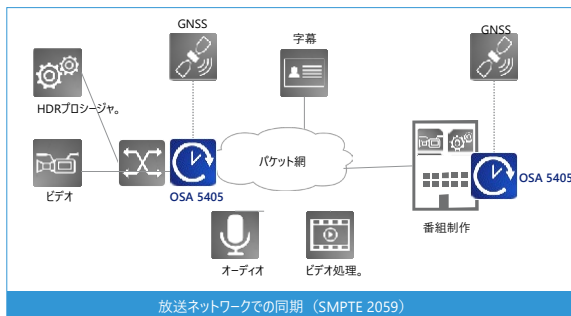 GNSS
字幕
GNSS
HDRプロシージャ。
パケット網
ビデオ
OSA 5405
OSA 5405
番組制作
オーディオ
ビデオ処理。
放送ネットワークでの同期（SMPTE 2059）